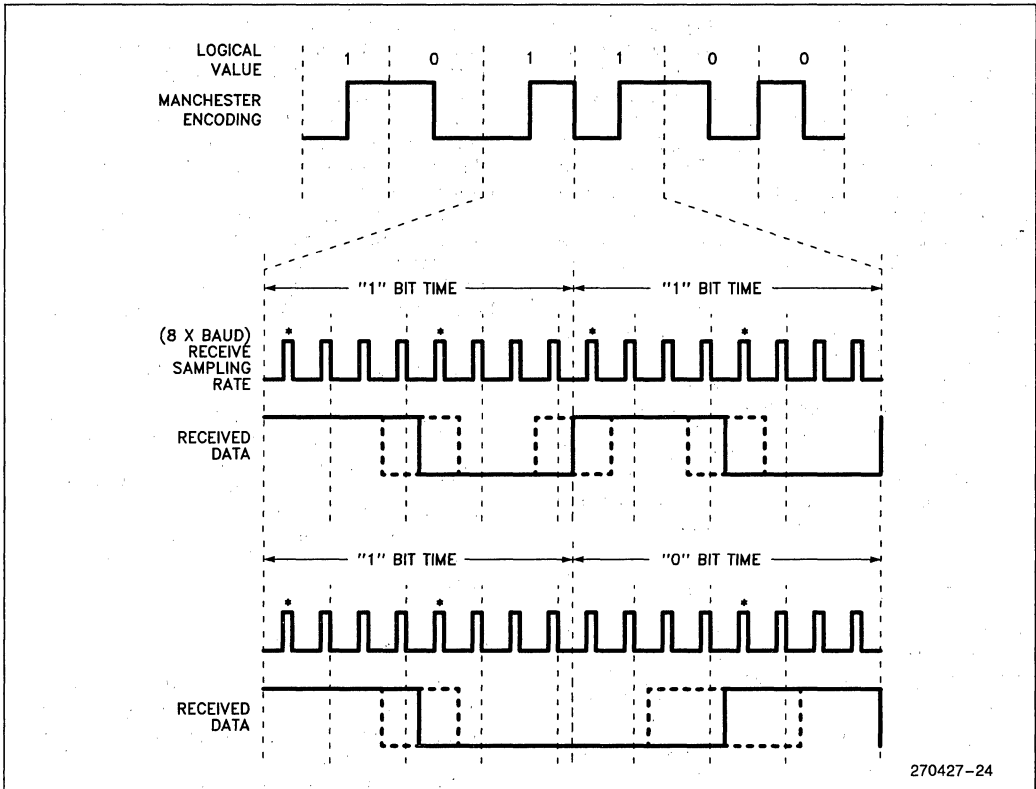 LOGICAL
VALUE
1 0 1 1 0 0
MANCHESTER
ENCODING
"1" BIT TIME
"1" BIT TIME
(8 X BAUD)
RECEIVE
SAMPLING
RATE
* * * *
RECEIVED
DATA
"1" BIT TIME
"0" BIT TIME
* * *
RECEIVED
DATA
270427–24